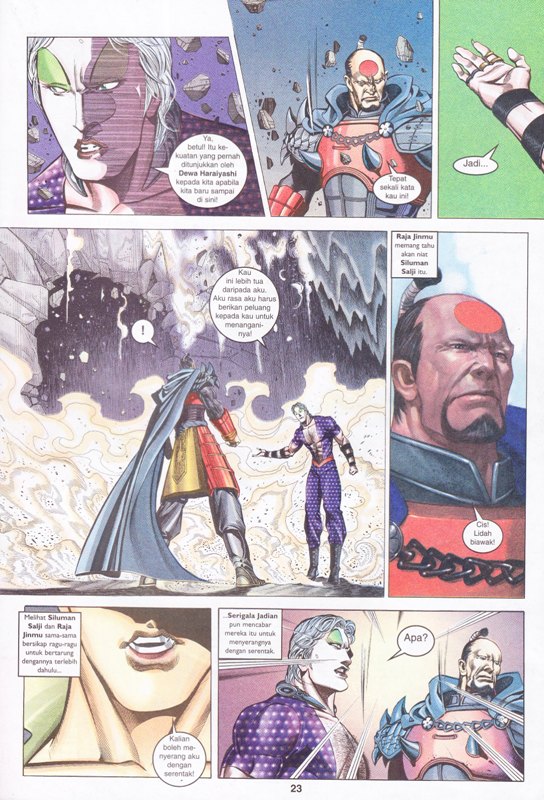 Ya,
betul! Itu ke-
kuatan yang pernah
ditunjukkan oleh
Dewa Haraiyashi
kepada kita apabila
kita baru sampai
di sini!
Tepat
sekali kata
kau ini!
Jadi...
!
Kau
ini lebih tua
daripada aku.
Aku rasa aku harus
berikan peluang
kepada kau untuk
menangani-
nya!
Raja Jinmu
memang tahu
akan niat
Siluman
Salji itu.
Cis!
Lidah
biawak!
Melihat Siluman
Salji dan Raja
Jinmu sama-sama
bersikap ragu-ragu
untuk bertarung
dengannya terlebih
dahulu...
Kalian
boleh me-
nyerang aku
dengan
serentak!
...Serigala Jadian
pun mencabar
mereka itu untuk
menyerangnya
dengan serentak.
Apa?
23